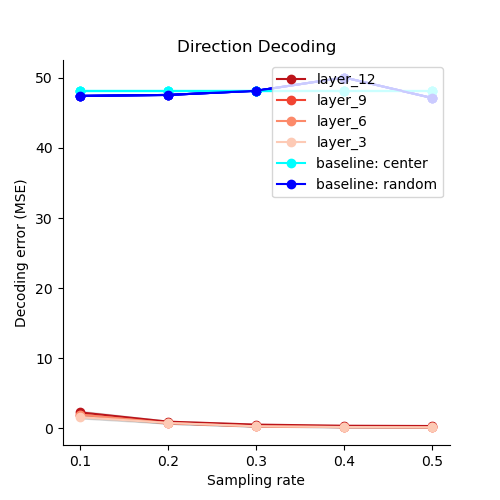 Direction Decoding
50
40
30
20
10
0
Decoding error (MSE)
layer_12
layer_9
layer_6
layer_3
baseline: center
baseline: random
0.1 0.2 0.3 0.4 0.5
Sampling rate